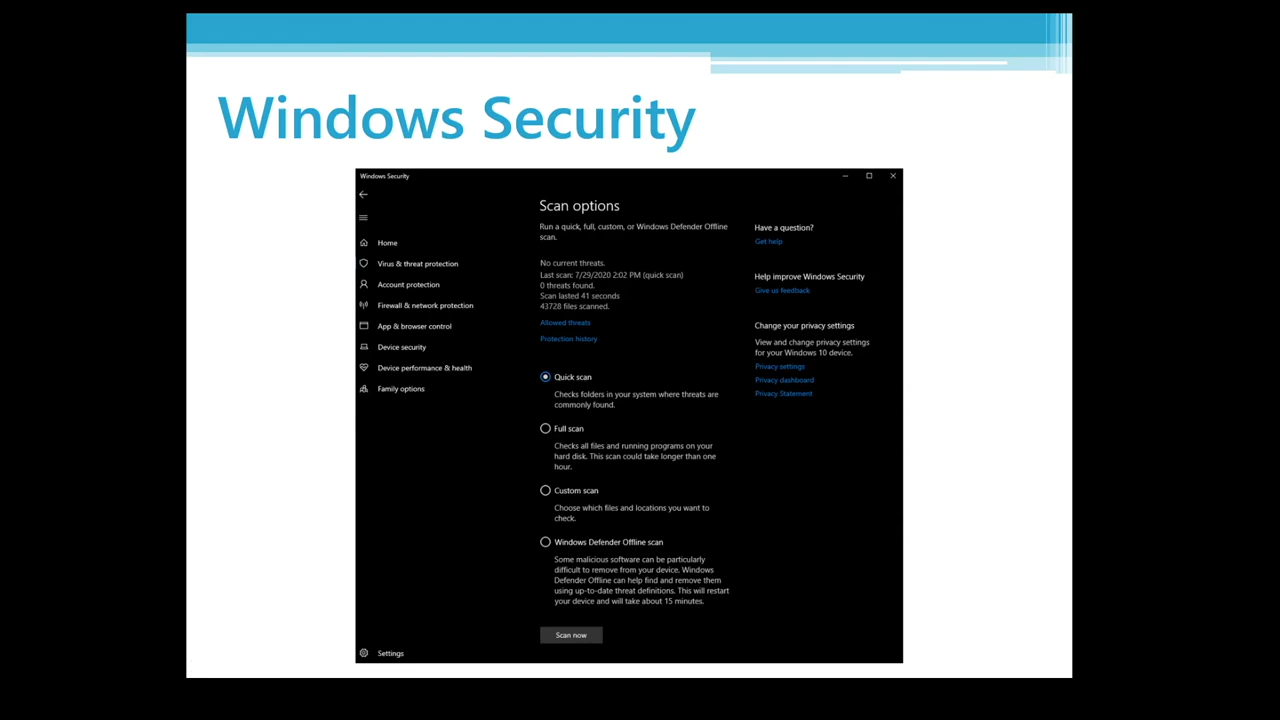 Windows Security
Windows Security
Home
Virus & threat protection
Account protection
Firewall & network protection
App & browser control
Device security
Device performance & health
Family options
Settings
Scan options
Run a quick, full, custom, or Windows Defender Offline
scan.
No current threats.
Last scan: 7/29/2020 2:02 PM (quick scan)
0 threats found.
Scan lasted 41 seconds
43728 files scanned.
Allowed threats
Protection history
Quick scan
Checks folders in your system where threats are
commonly found.
Full scan
Checks all files and running programs on your
hard disk. This scan could take longer than one
hour.
Custom scan
Choose which files and locations you want to
check.
Windows Defender Offline scan
Some malicious software can be particularly
difficult to remove from your device. Windows
Defender Offline can help find and remove them
using up-to-date threat definitions. This will restart
your device and will take about 15 minutes.
Scan now
Have a question?
Get help
Help improve Windows Security
Give us feedback
Change your privacy settings
View and change privacy settings
for your Windows 10 device.
Privacy settings
Privacy dashboard
Privacy Statement